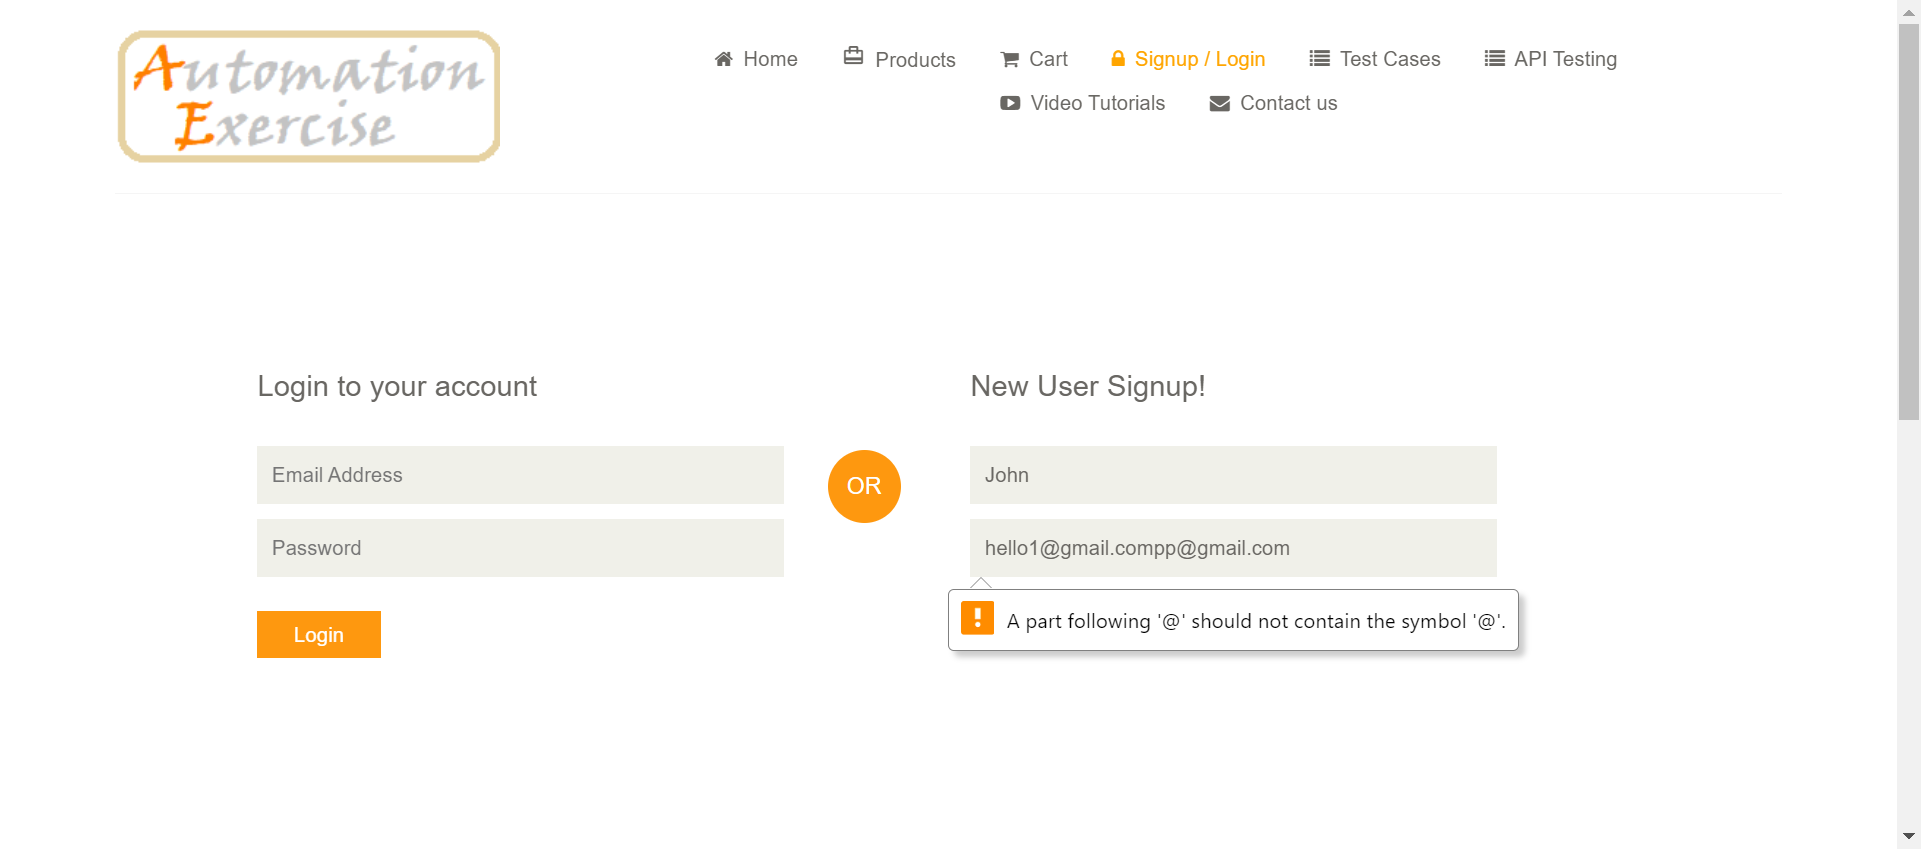 Automation
Exercise
Home Products Cart Signup / Login Test Cases API Testing
Video Tutorials Contact us
Login to your account
Email Address
Password
Login
OR
New User Signup!
John
hello1@gmail.compp@gmail.com
! A part following '@' should not contain the symbol '@'.